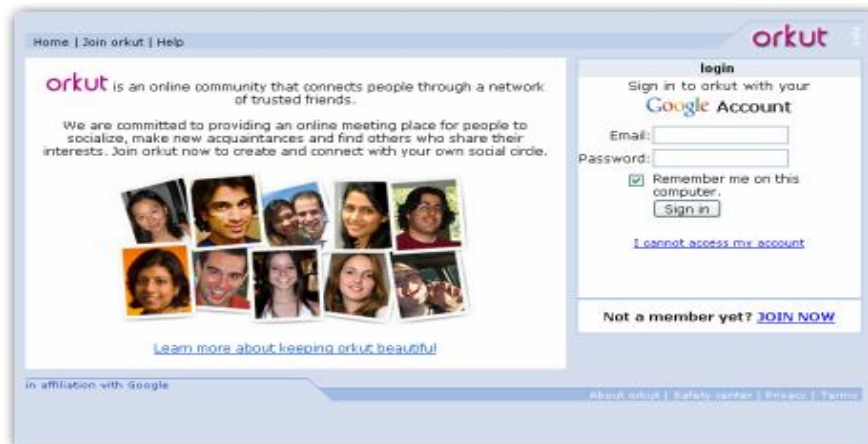 Home | Join orkut | Help
orkut
orkut is an online community that connects people through a network
of trusted friends.
We are committed to providing an online meeting place for people to
socialize, make new acquaintances and find others who share their
interests. Join orkut now to create and connect with your own social circle.
Learn more about keeping orkut beautiful
login
Sign in to orkut with your
Google Account
Email:
Password:
Remember me on this
computer.
Sign in
I cannot access my account
Not a member yet? JOIN NOW
in affiliation with Google
About orkut | Safety center | Privacy | Terms